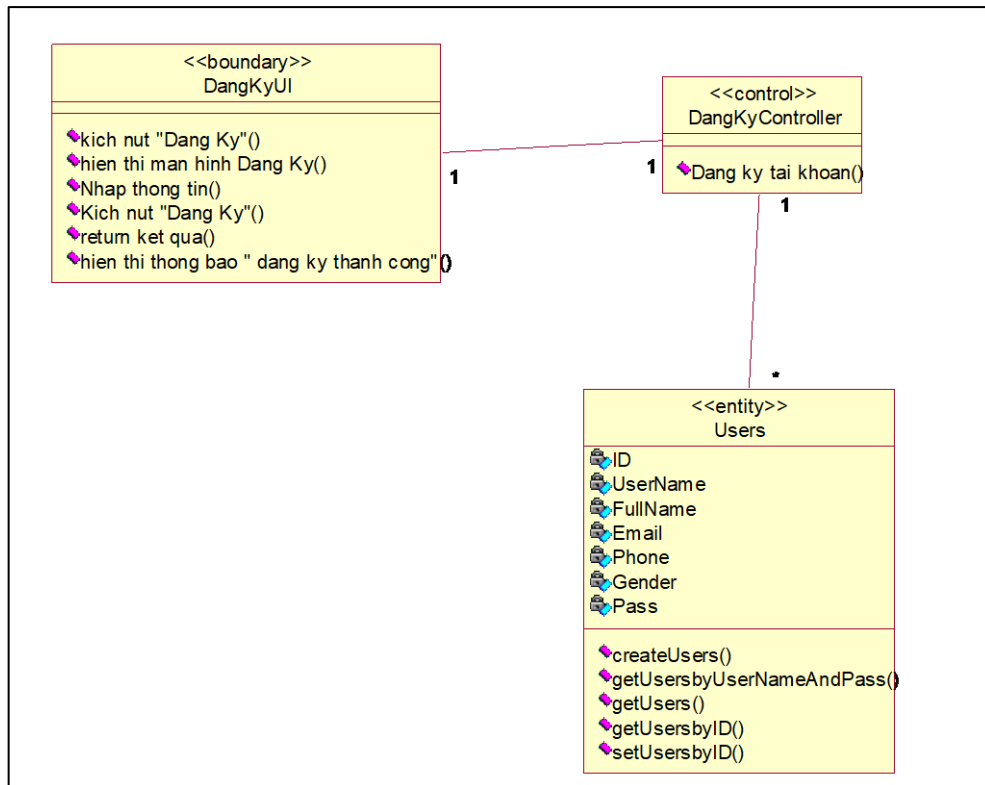 <<boundary>>
DangKyUI
kich nut "Dang Ky"()
hien thi man hinh Dang Ky()
Nhap thong tin()
Kich nut "Dang Ky"()
return ket qua()
hien thi thong bao " dang ky thanh cong"()
1
1
<<control>>
DangKyController
Dang ky tai khoan()
1
*
<<entity>>
Users
ID
UserName
FullName
Email
Phone
Gender
Pass
createUsers()
getUsersbyUserNameAndPass()
getUsers()
getUsersbyID()
setUsersbyID()